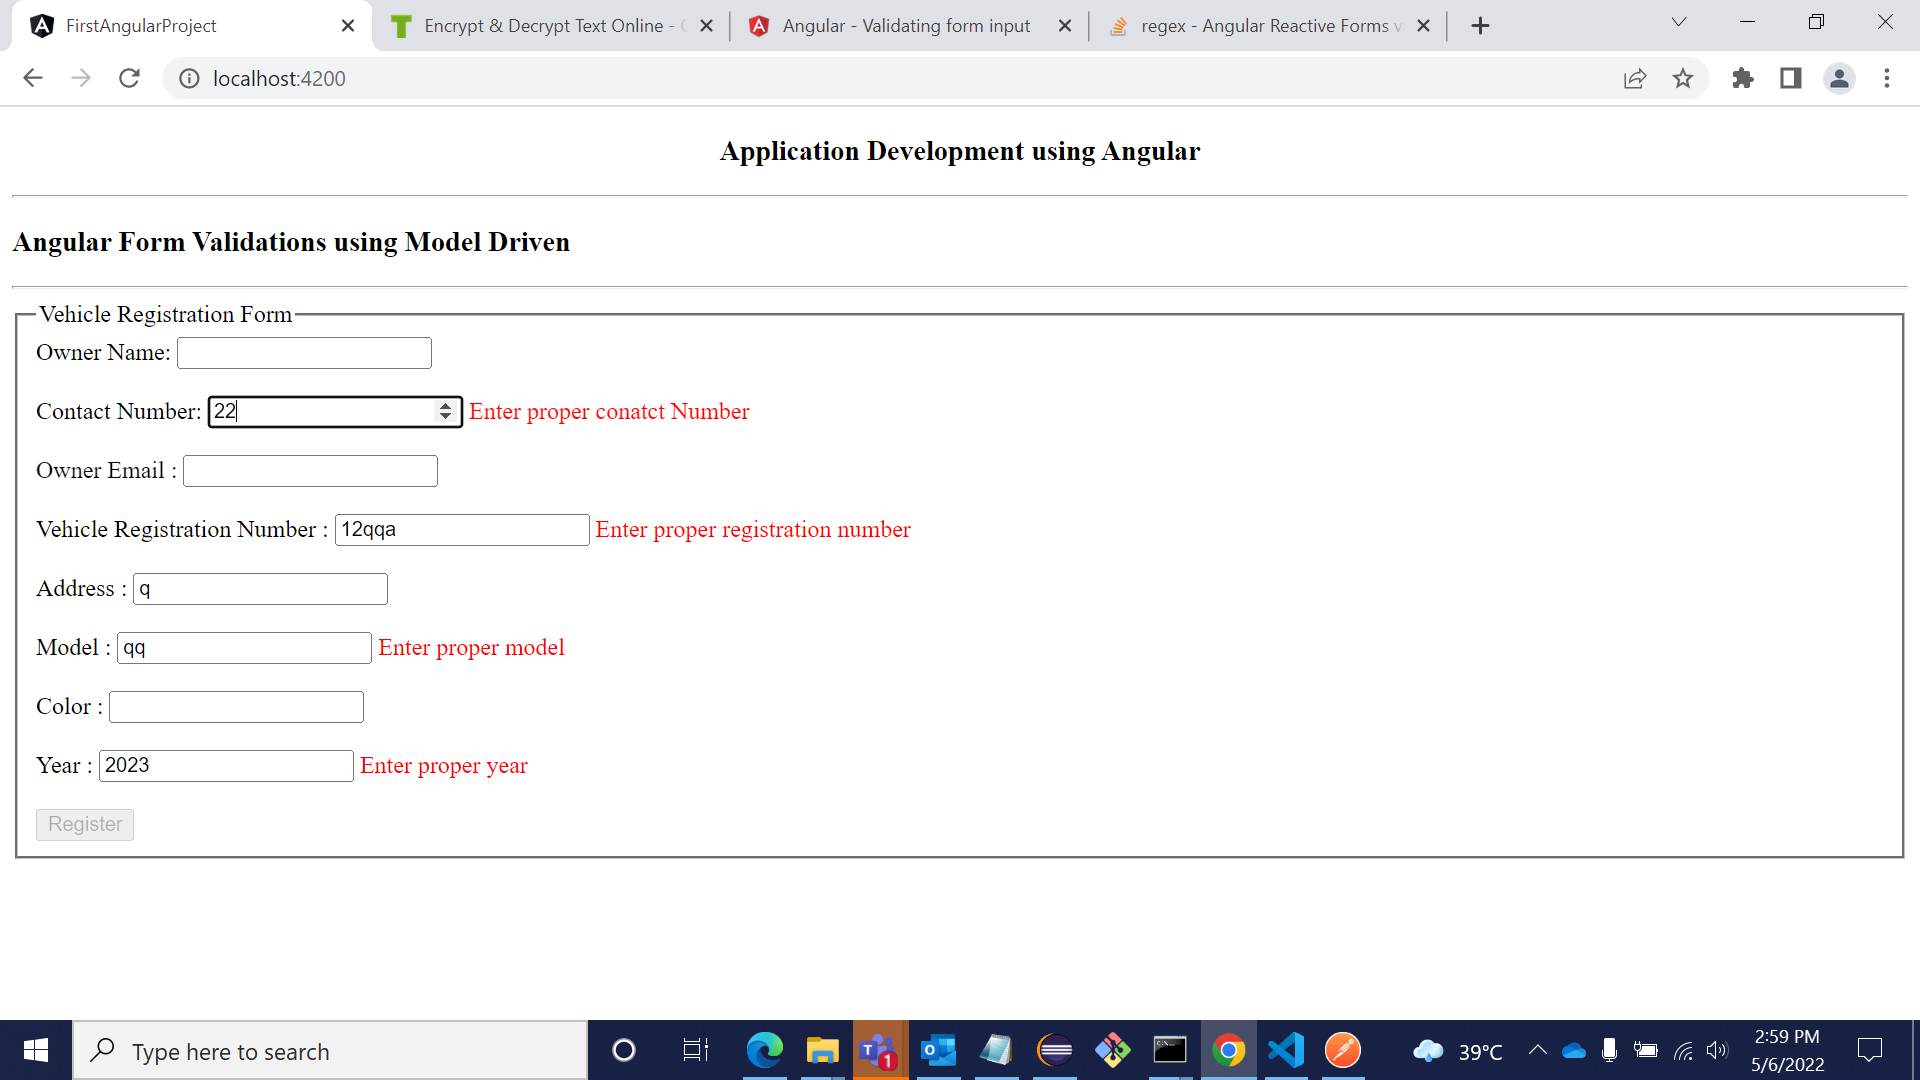 FirstAngularProject
Encrypt & Decrypt Text Online -
Angular - Validating form input
regex - Angular Reactive Forms v
localhost:4200
Application Development using Angular
Angular Form Validations using Model Driven
Vehicle Registration Form
Owner Name:
Contact Number: 22 Enter proper conatct Number
Owner Email :
Vehicle Registration Number : 12qqa Enter proper registration number
Address : q
Model : qq Enter proper model
Color :
Year : 2023 Enter proper year
Register
Type here to search
1
39°C
2:59 PM
5/6/2022